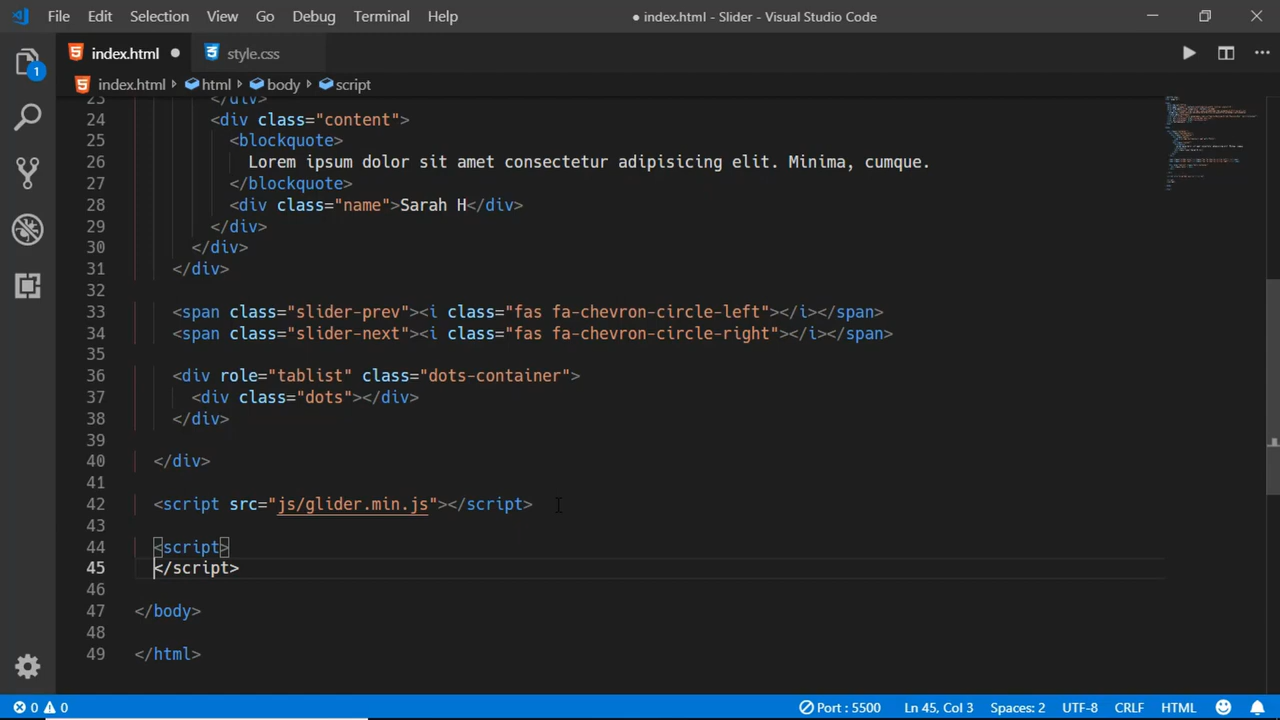 File Edit Selection View Go Debug Terminal Help ● index.html - Slider - Visual Studio Code
index.html ● style.css
index.html > html > body > script
1
23 </div>
24 <div class="content">
25 <blockquote>
26 Lorem ipsum dolor sit amet consectetur adipisicing elit. Minima, cumque.
27 </blockquote>
28 <div class="name">Sarah H</div>
29 </div>
30 </div>
31 </div>
32
33 <span class="slider-prev"><i class="fas fa-chevron-circle-left"></i></span>
34 <span class="slider-next"><i class="fas fa-chevron-circle-right"></i></span>
35
36 <div role="tablist" class="dots-container">
37 <div class="dots"></div>
38 </div>
39
40 </div>
41
42 <script src="js/glider.min.js"></script>
43
44 <script>
45 </script>
46
47 </body>
48
49 </html>
0 0 Port : 5500 Ln 45, Col 3 Spaces: 2 UTF-8 CRLF HTML